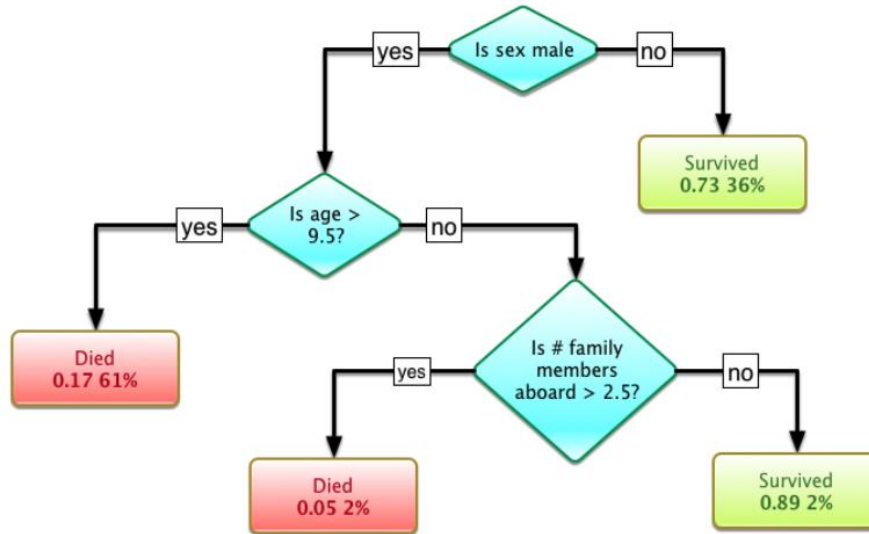 Is sex male
yes
no
Survived
0.73 36%
Is age >
9.5?
yes
no
Died
0.17 61%
Is # family
members
aboard > 2.5?
yes
no
Died
0.05 2%
Survived
0.89 2%